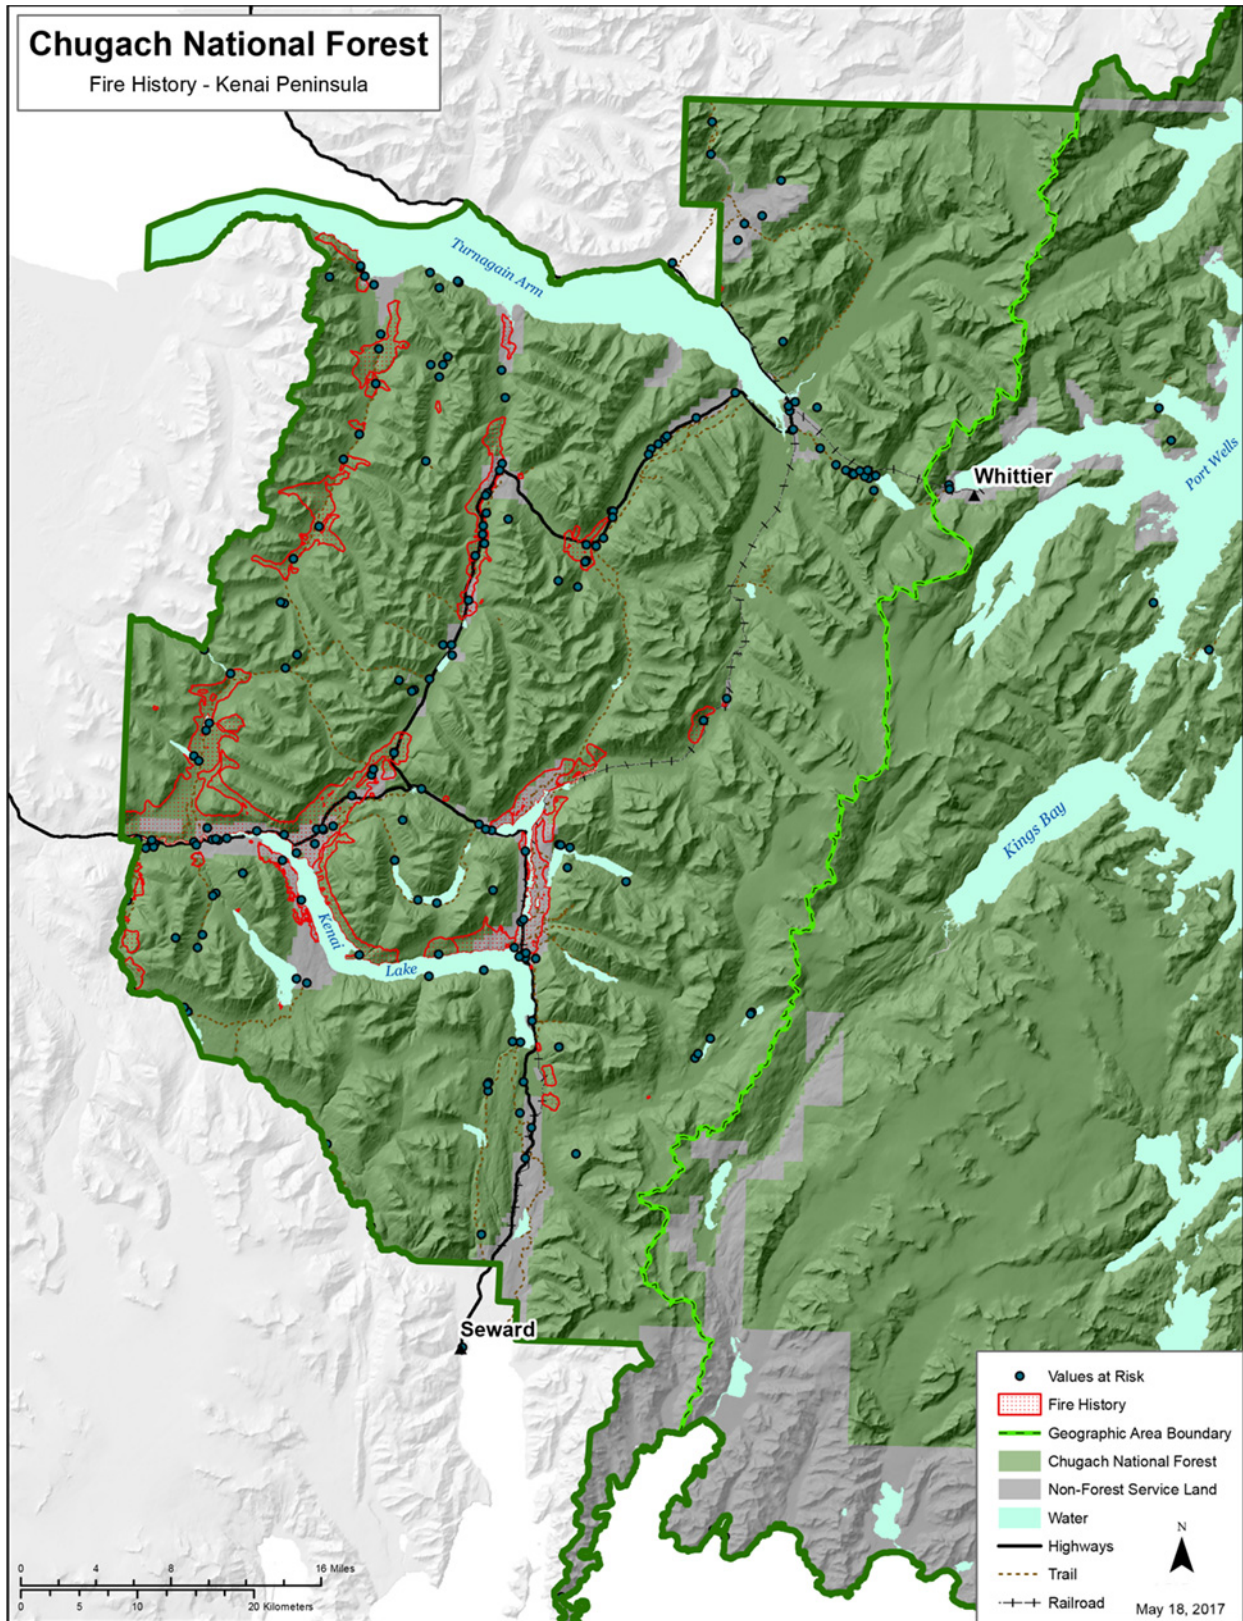 Chugach National Forest
Fire History - Kenai Peninsula
Turnagain Arm
Whittier
Port Wells
Kings Bay
Kenai
Lake
Seward
Values at Risk
Fire History
Geographic Area Boundary
Chugach National Forest
Non-Forest Service Land
Water
Highways
Trail
Railroad
N
May 18, 2017
0 4 8 16 Miles
0 5 10 20 Kilometers